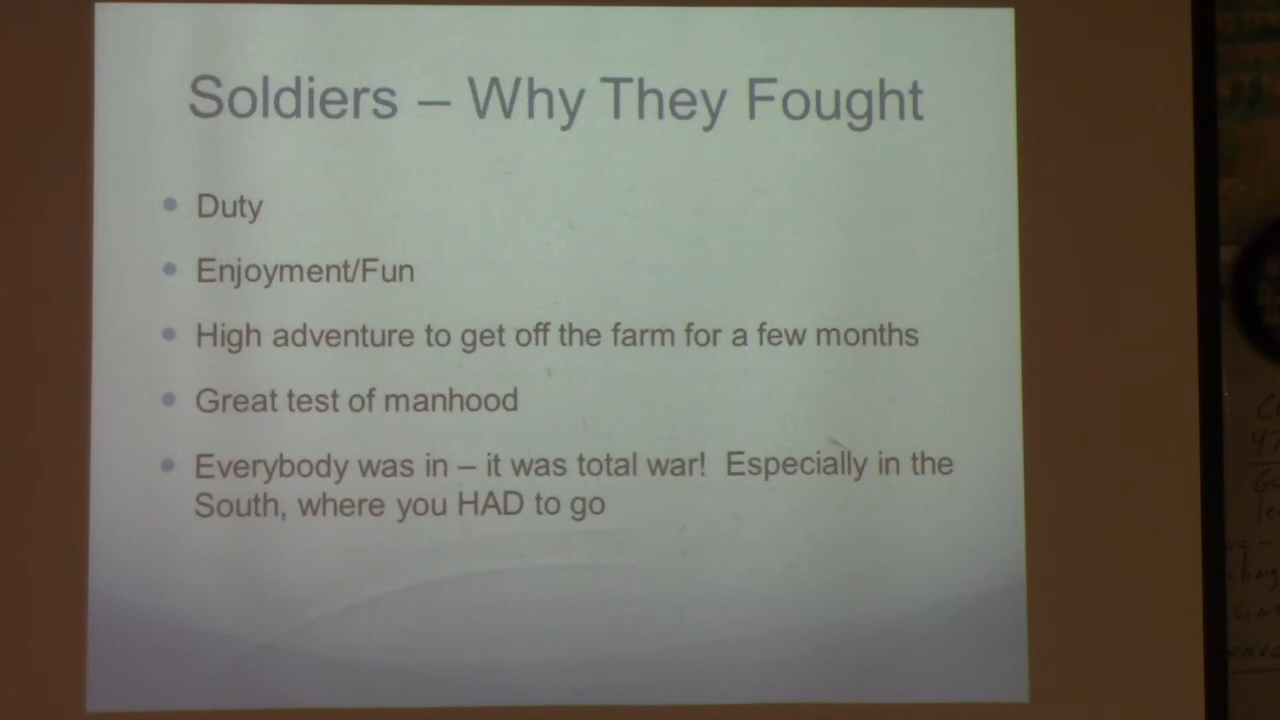 Soldiers – Why They Fought
• Duty
• Enjoyment/Fun
• High adventure to get off the farm for a few months
• Great test of manhood
• Everybody was in – it was total war!  Especially in the
South, where you HAD to go